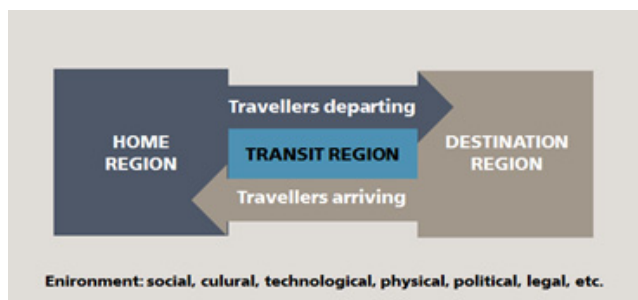 Travellers departing
HOME
REGION
TRANSIT REGION
DESTINATION
REGION
Travellers arriving
Enironment: social, culural, technological, physical, political, legal, etc.